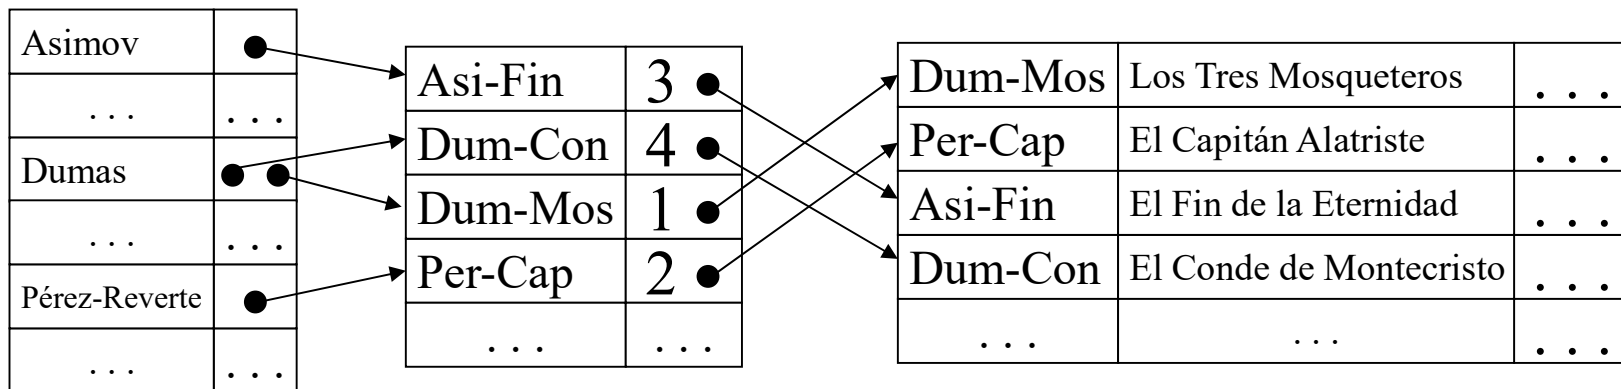 Asimov
. . . . . .
Dumas
. . . . . .
Pérez-Reverte
. . . . . .
Asi-Fin 3
Dum-Con 4
Dum-Mos 1
Per-Cap 2
. . . . . .
Dum-Mos Los Tres Mosqueteros . . .
Per-Cap El Capitán Alatriste . . .
Asi-Fin El Fin de la Eternidad . . .
Dum-Con El Conde de Montecristo . . .
. . . . . . . . .